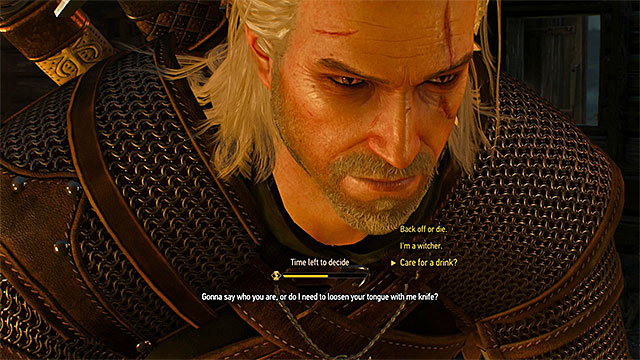 Back off or die.
I'm a witcher.
Care for a drink?
Time left to decide
Gonna say who you are, or do I need to loosen your tongue with me knife?